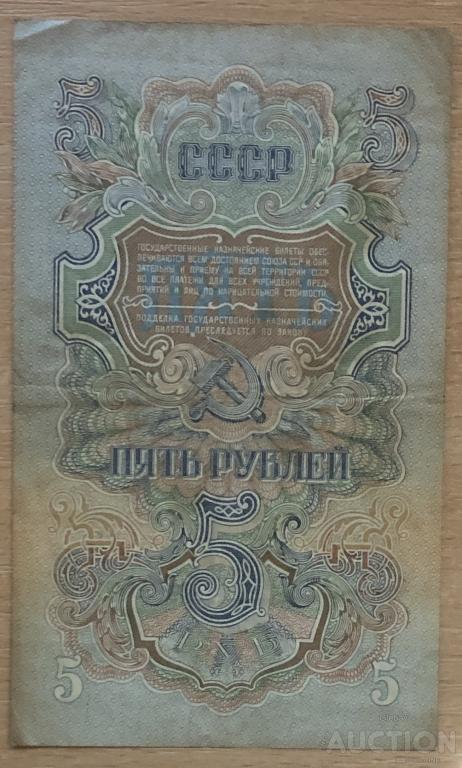 5 5
СССР
ГОСУДАРСТВЕННЫЕ КАЗНАЧЕЙСКИЕ БИЛЕТЫ ОБЕС-
ПЕЧИВАЮТСЯ ВСЕМ ДОСТОЯНИЕМ СОЮЗА ССР И ОБЯ-
ЗАТЕЛЬНЫ К ПРИЕМУ НА ВСЕЙ ТЕРРИТОРИИ СССР
ВО ВСЕ ПЛАТЕЖИ ДЛЯ ВСЕХ УЧРЕЖДЕНИЙ, ПРЕД-
ПРИЯТИЙ И ЛИЦ ПО НАРИЦАТЕЛЬНОЙ СТОИМОСТИ.
ПОДДЕЛКА ГОСУДАРСТВЕННЫХ КАЗНАЧЕЙСКИХ
БИЛЕТОВ ПРЕСЛЕДУЕТСЯ ПО ЗАКОНУ.
ПЯТЬ РУБЛЕЙ
5
5 5
AUCTION